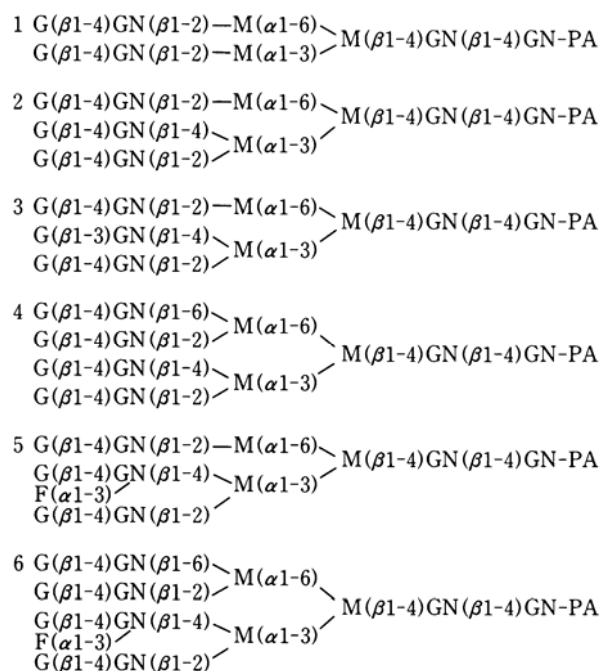 1 G(β1-4)GN(β1-2)—M(α1-6)
M(β1-4)GN(β1-4)GN-PA
G(β1-4)GN(β1-2)—M(α1-3)
2 G(β1-4)GN(β1-2)—M(α1-6)
M(β1-4)GN(β1-4)GN-PA
G(β1-4)GN(β1-4)
M(α1-3)
G(β1-4)GN(β1-2)
3 G(β1-4)GN(β1-2)—M(α1-6)
M(β1-4)GN(β1-4)GN-PA
G(β1-3)GN(β1-4)
M(α1-3)
G(β1-4)GN(β1-2)
4 G(β1-4)GN(β1-6)
M(α1-6)
G(β1-4)GN(β1-2)
M(β1-4)GN(β1-4)GN-PA
G(β1-4)GN(β1-4)
M(α1-3)
G(β1-4)GN(β1-2)
5 G(β1-4)GN(β1-2)—M(α1-6)
M(β1-4)GN(β1-4)GN-PA
G(β1-4)GN(β1-4)
M(α1-3)
F(α1-3)
G(β1-4)GN(β1-2)
6 G(β1-4)GN(β1-6)
M(α1-6)
G(β1-4)GN(β1-2)
M(β1-4)GN(β1-4)GN-PA
G(β1-4)GN(β1-4)
M(α1-3)
F(α1-3)
G(β1-4)GN(β1-2)